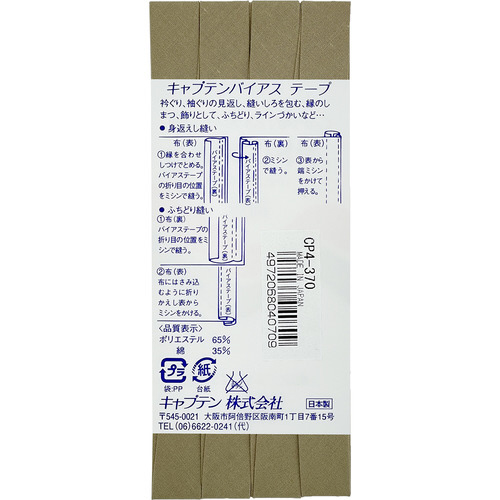 キャプテンバイアス テープ
衿ぐり、袖ぐりの見返し、縫いしろを包む、縁のし
まつ、飾りとして、ふちどり、ラインづかいなど…
●身返えし縫い
布(表)
①縁を合わせ
しつけでとめる。
バイアステープ
の折り目の位置
をミシンで縫う。
バイアステープ(裏)
布(裏)
②ミシン
で縫う。
バイアステープ(表)
③表から
端ミシン
をかけて
押える。
●ふちどり縫い
①布(裏)
バイアステープの
折り目の位置をミ
シンで縫う。
バイアステープ(裏)
②布(表)
布にはさみ込
むように折り
かえし表から
ミシンをかける。
バイアステープ(表)
CP4-370
MADE IN JAPAN
4972068040709
〈品質表示〉
ポリエステル 65%
綿 35%
プラ
袋:PP
紙
台紙
キャプテン 株式会社
日本製
〒545-0021 大阪市阿倍野区阪南町1丁目7番15号
TEL (06)6622-0241(代)